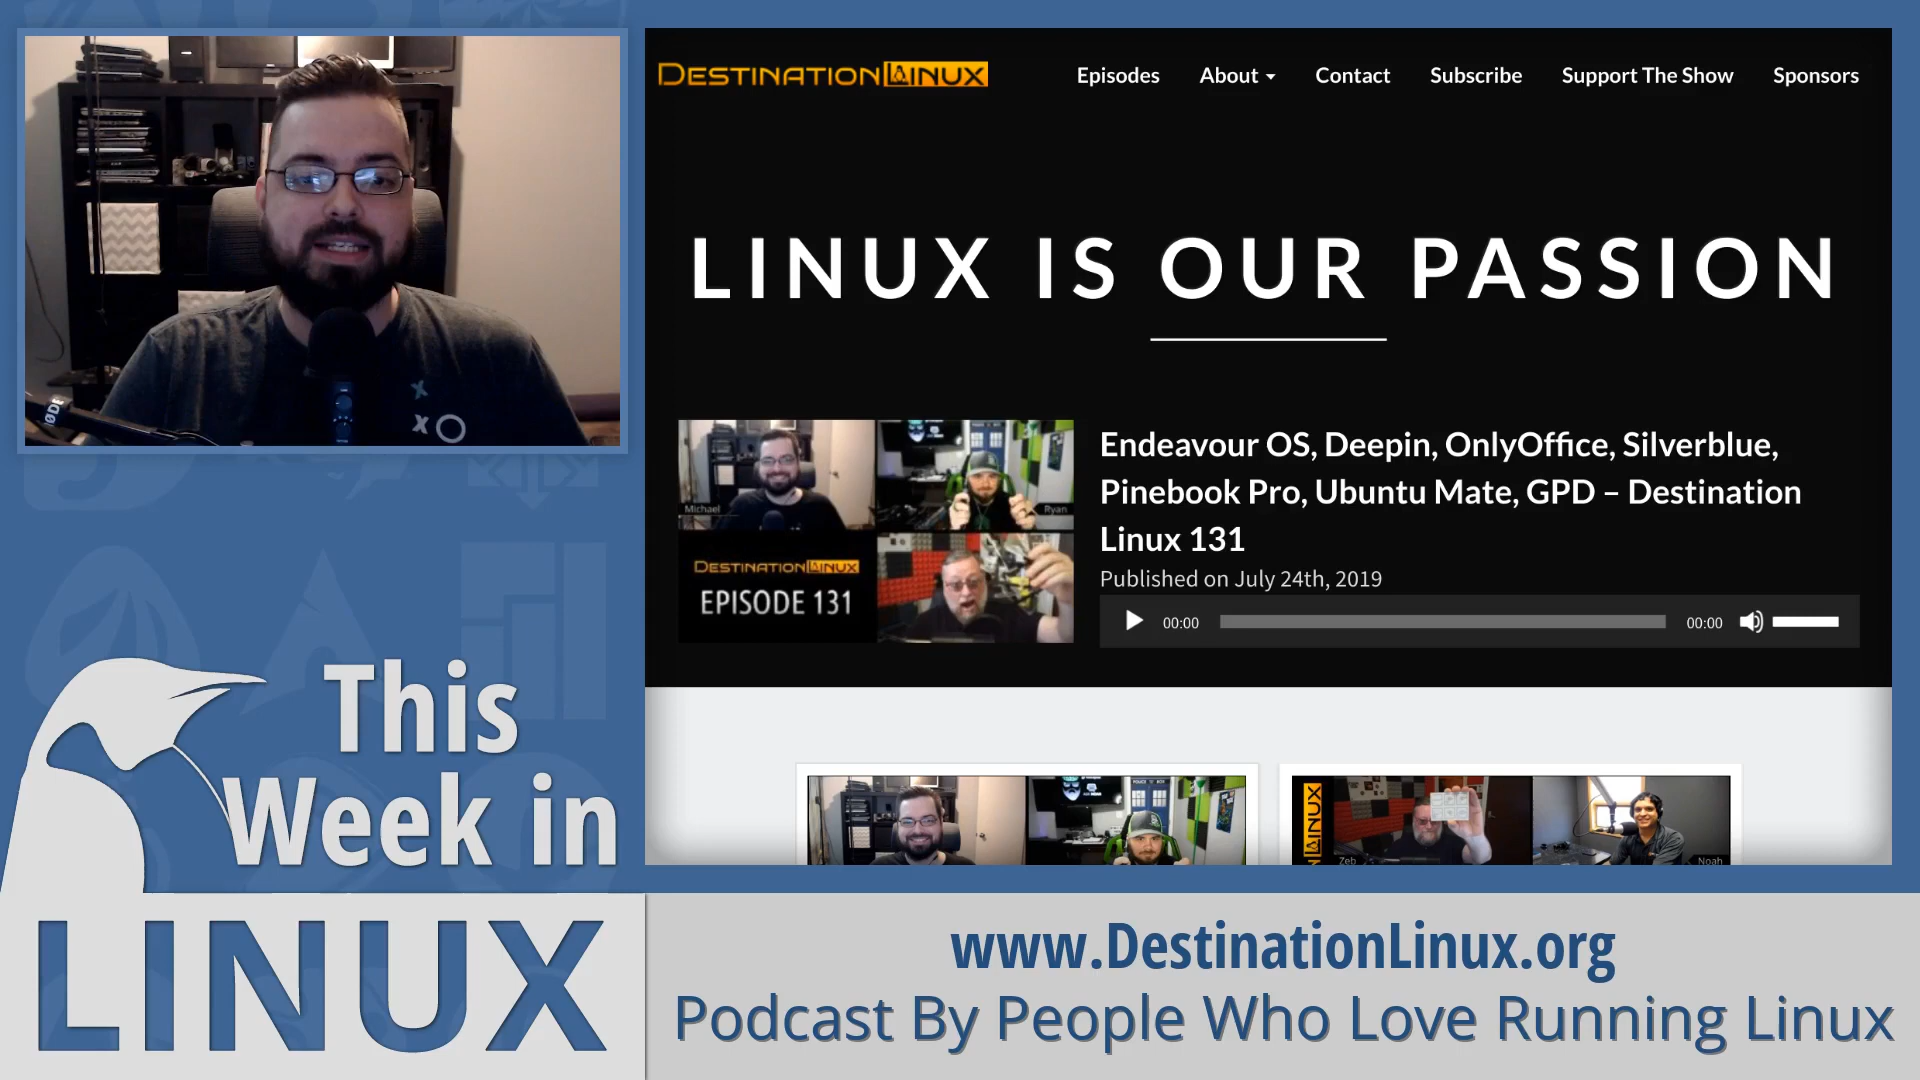 DESTINATION LINUX
Episodes
About
Contact
Subscribe
Support The Show
Sponsors
LINUX IS OUR PASSION
Michael
Ryan
DESTINATION LINUX
EPISODE 131
Endeavour OS, Deepin, OnlyOffice, Silverblue,
Pinebook Pro, Ubuntu Mate, GPD – Destination
Linux 131
Published on July 24th, 2019
00:00
00:00
LINUX
Zeb
Noah
X
XO
RØDE
This
Week in
LINUX
www.DestinationLinux.org
Podcast By People Who Love Running Linux